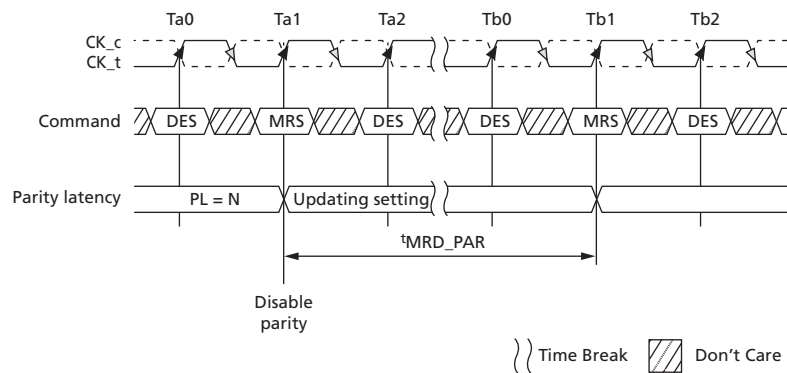 Ta0 Ta1 Ta2 Tb0 Tb1 Tb2
CK_c
CK_t
Command DES MRS DES DES MRS DES
Parity latency PL = N Updating setting
tMRD_PAR
Disable
parity
Time Break Don't Care